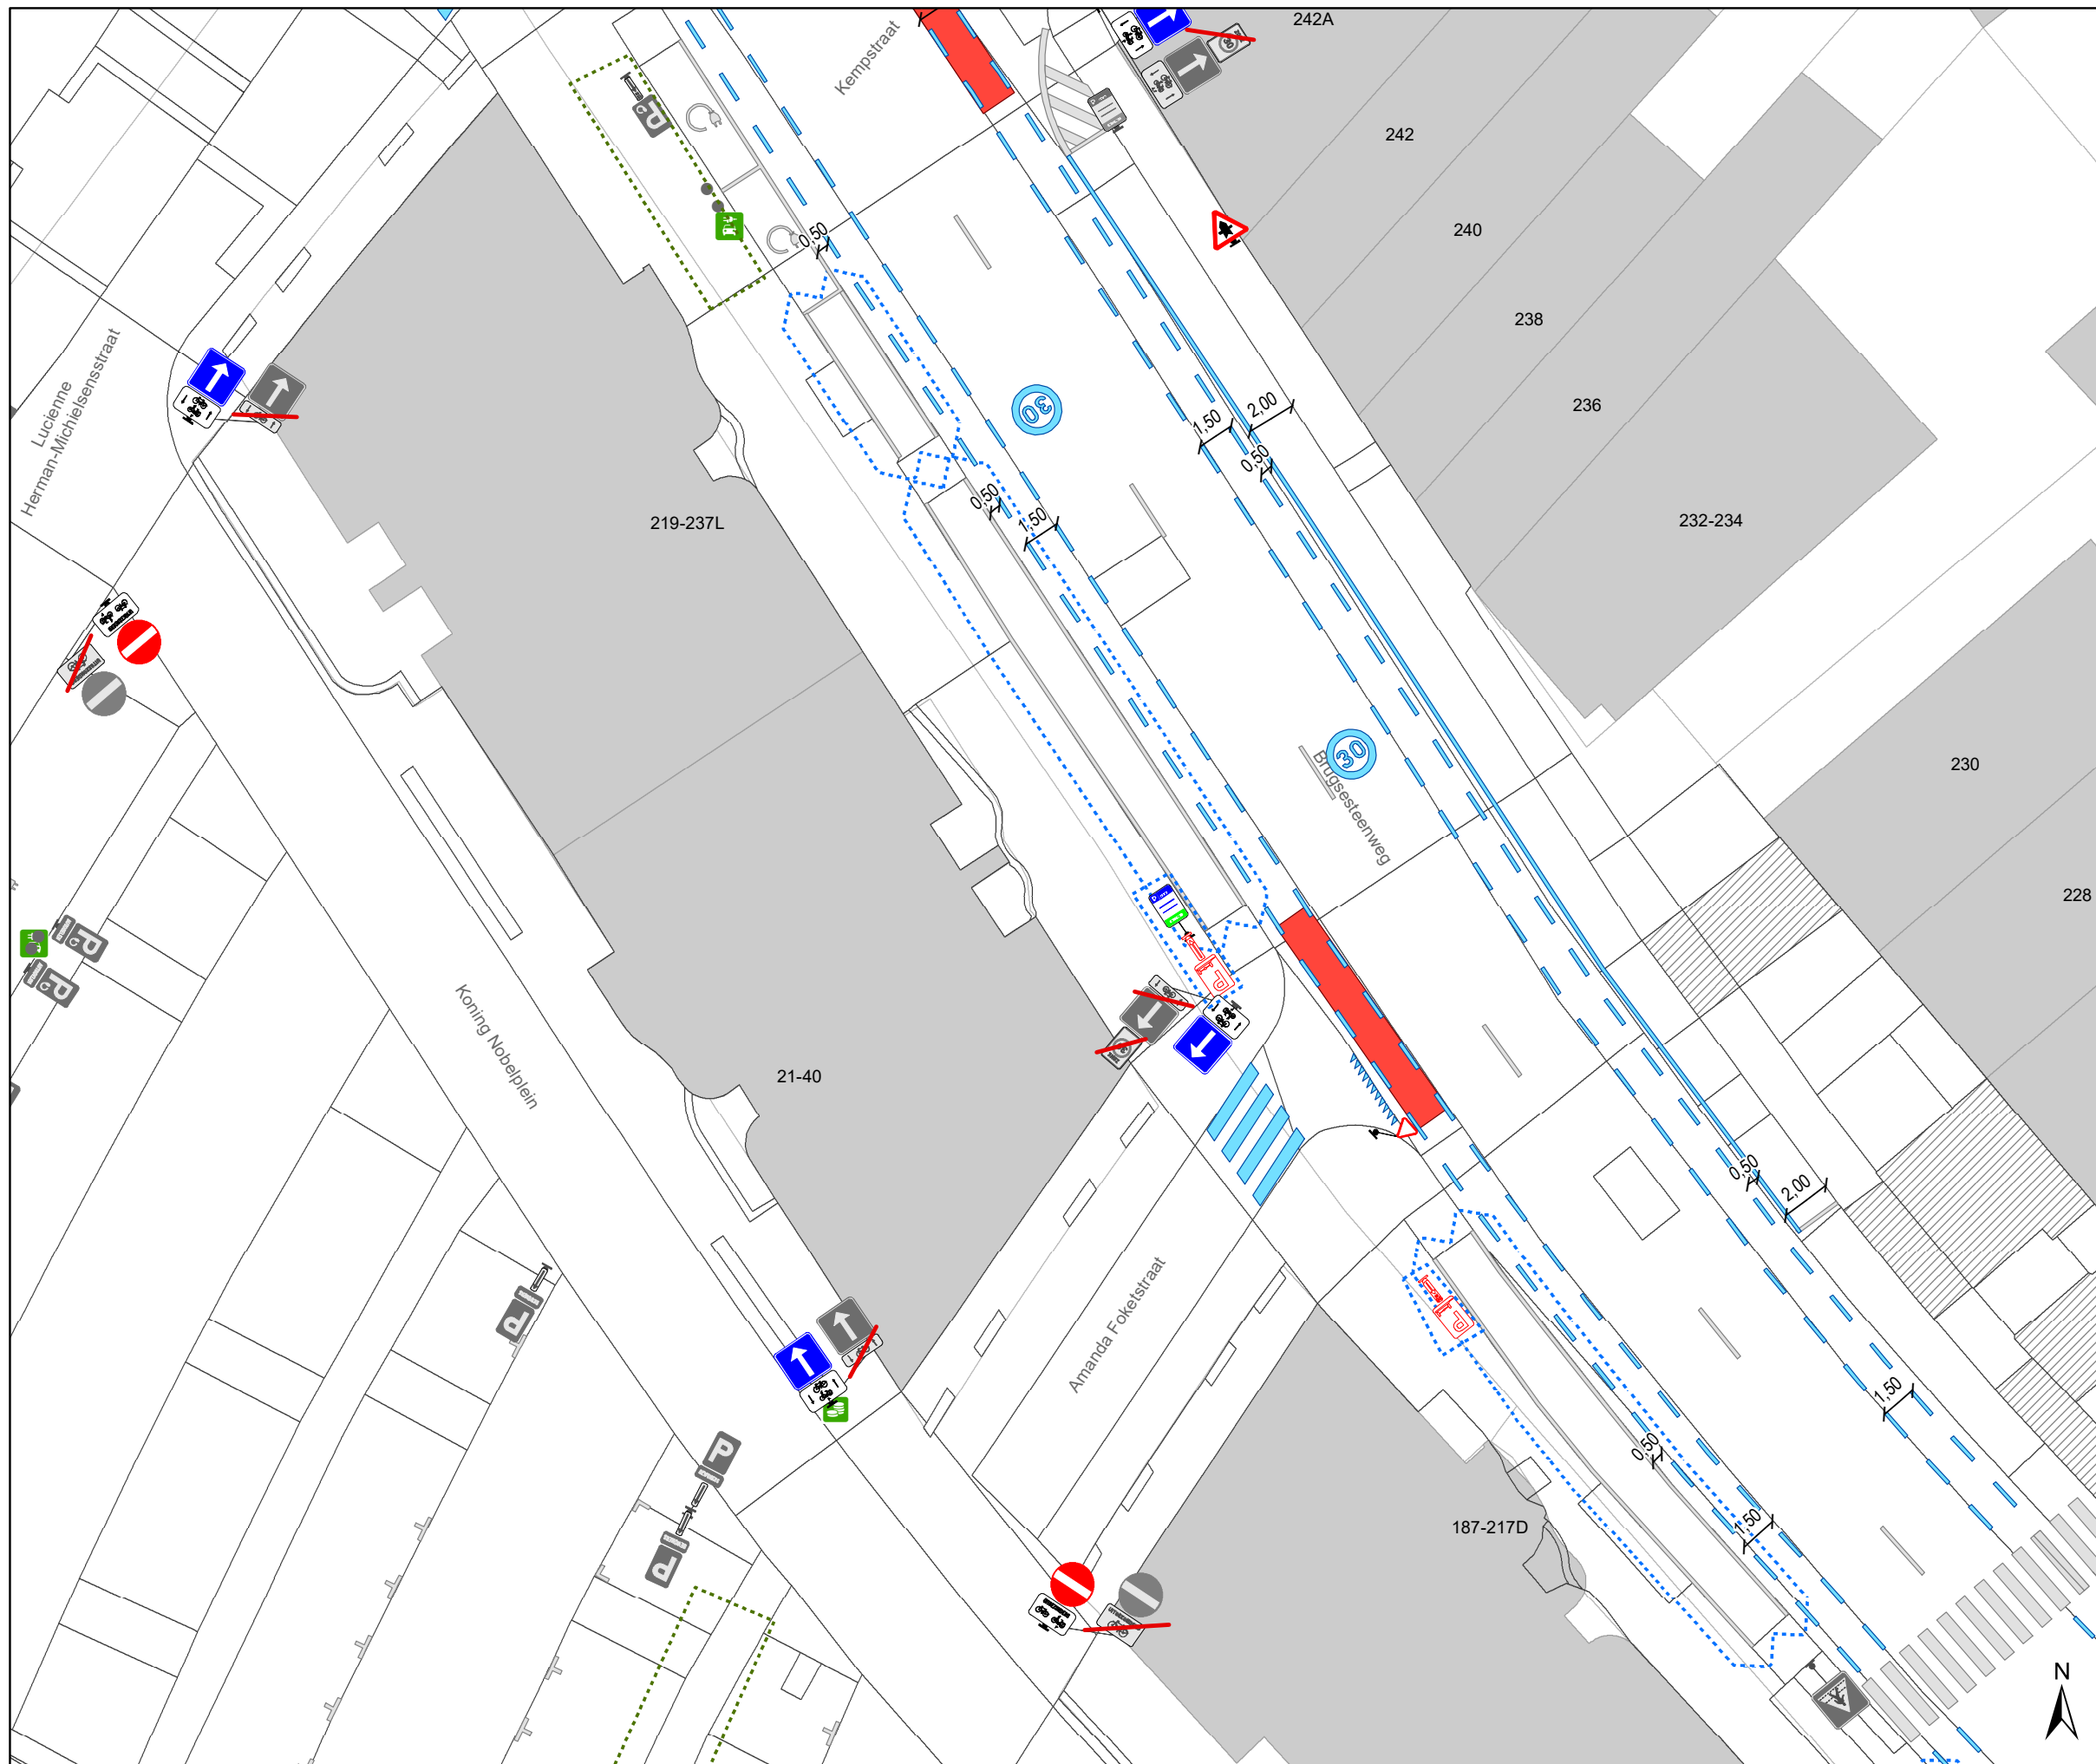 242A
Kempstraat
242
240
0,50
238
236
2,00
1,50
0,50
30
Lucienne
Herman-Michielsensstraat
219-237L
0,50
1,50
232-234
30
Brugsesteenweg
230
228
P
P
P
Koning Nobelplein
21-40
P
Amanda Foketstraat
0,50
2,00
P
P
1,50
0,50
1,50
P
P
187-217D
N